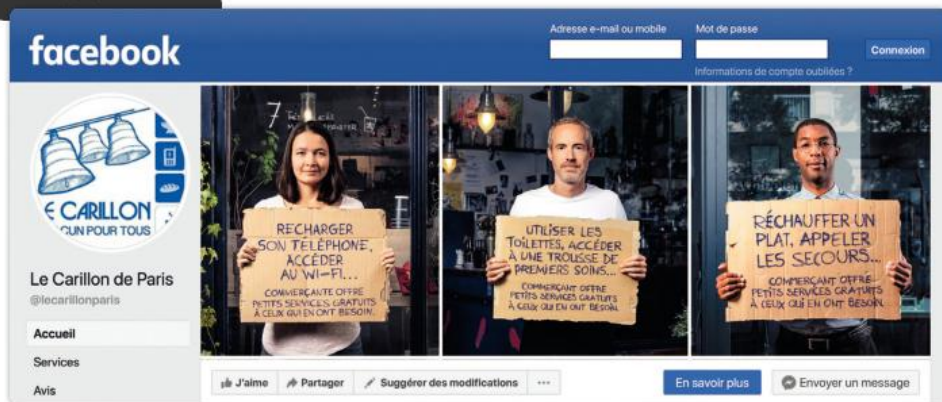 facebook
Adresse e-mail ou mobile
Mot de passe
Connexion
Informations de compte oubliées ?
E CARILLON
CUN POUR TOUS
Le Carillon de Paris
@lecarillonparis
Accueil
Services
Avis
7
RECHARGER
SON TÉLÉPHONE,
ACCÉDER
AU WI-FI...
COMMERÇANTE OFFRE
PETITS SERVICES GRATUITS
À CEUX QUI EN ONT BESOIN.
UTILISER LES
TOILETTES, ACCÉDER
À UNE TROUSSE DE
PREMIERS SOINS...
COMMERÇANT OFFRE
PETITS SERVICES GRATUITS
À CEUX QUI EN ONT BESOIN.
RÉCHAUFFER UN
PLAT, APPELER
LES SECOURS...
COMMERÇANT OFFRE
PETITS SERVICES GRATUITS
À CEUX QUI EN ONT BESOIN.
J'aime
Partager
Suggérer des modifications
...
En savoir plus
Envoyer un message